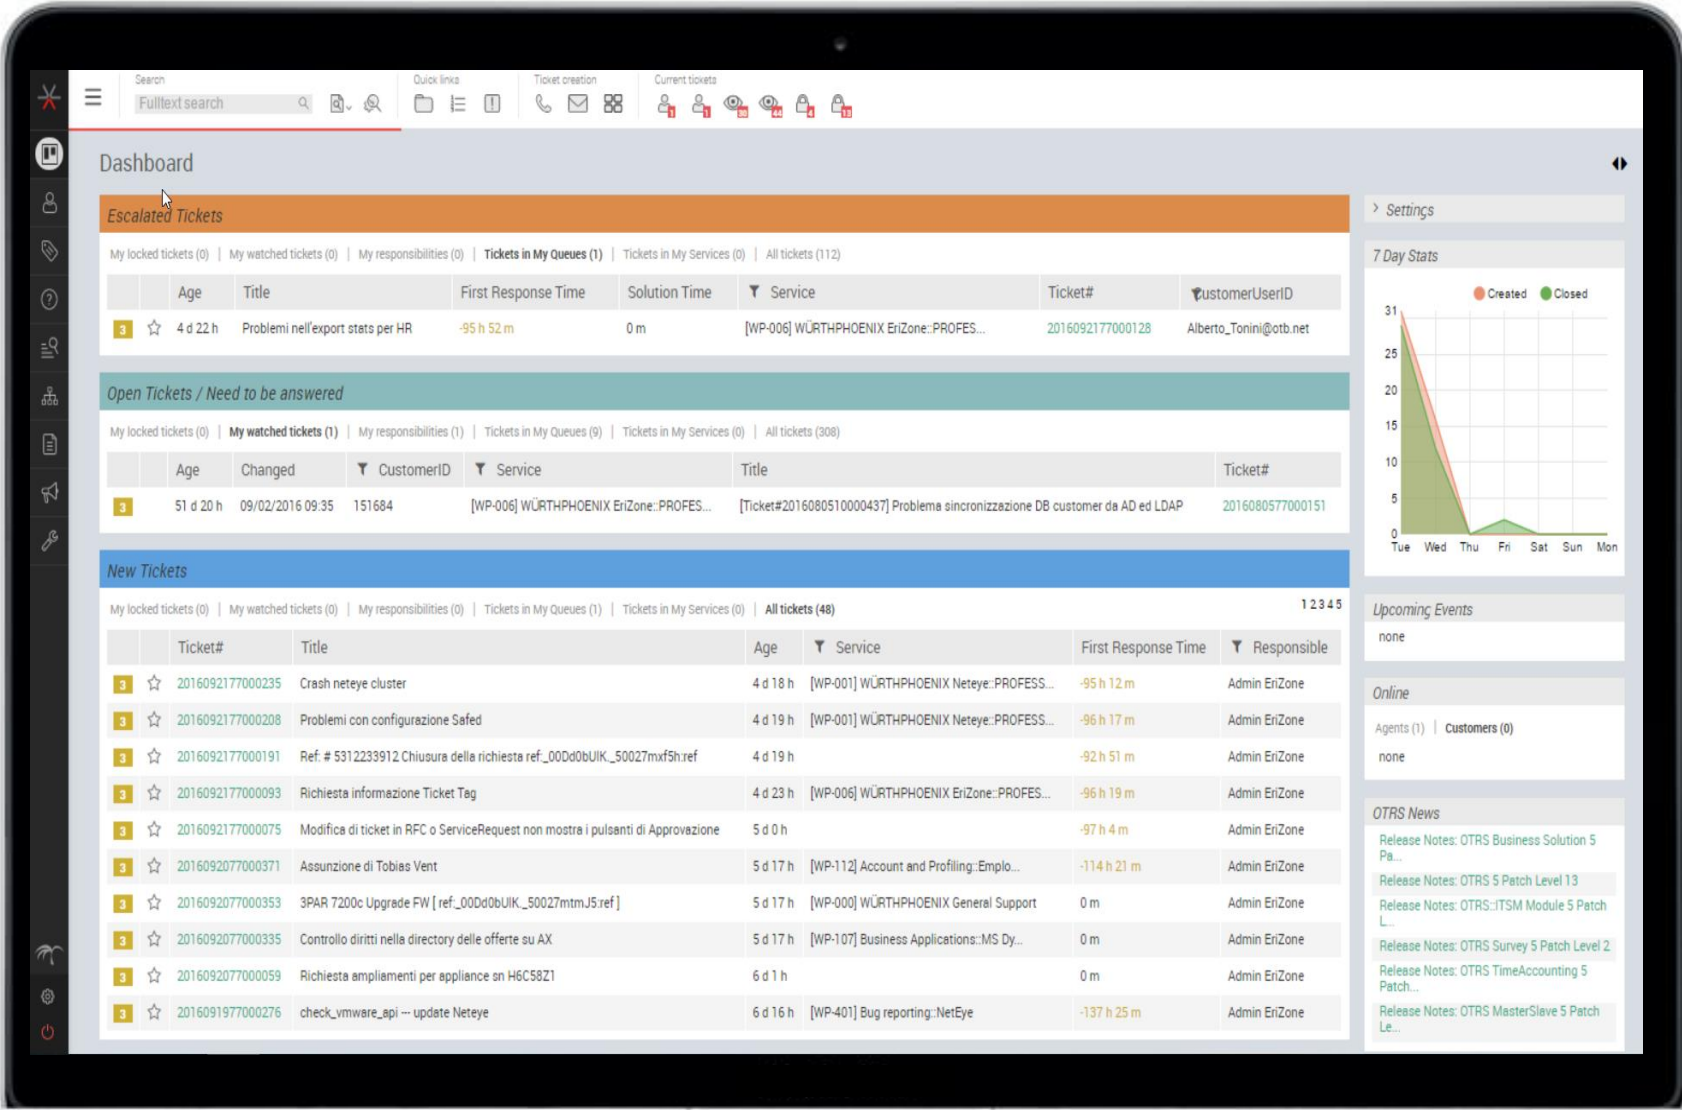 Search
Quick links
Ticket creation
Current tickets
Fulltext search
Dashboard
Escalated Tickets
My locked tickets (0) | My watched tickets (0) | My responsibilities (0) | Tickets in My Queues (1) | Tickets in My Services (0) | All tickets (112)
Age Title First Response Time Solution Time Service Ticket# CustomerUserID
3 4 d 22 h Problemi nell'export stats per HR -95 h 52 m 0 m [WP-006] WÜRTHPHOENIX EriZone::PROFES... 2016092177000128 Alberto_Tonini@otb.net
Open Tickets / Need to be answered
My locked tickets (0) | My watched tickets (1) | My responsibilities (1) | Tickets in My Queues (9) | Tickets in My Services (0) | All tickets (308)
Age Changed CustomerID Service Title Ticket#
3 51 d 20 h 09/02/2016 09:35 151684 [WP-006] WÜRTHPHOENIX EriZone::PROFES... [Ticket#2016080510000437] Problema sincronizzazione DB customer da AD ed LDAP 2016080577000151
New Tickets
My locked tickets (0) | My watched tickets (0) | My responsibilities (0) | Tickets in My Queues (1) | Tickets in My Services (0) | All tickets (48)
1 2 3 4 5
Ticket# Title Age Service First Response Time Responsible
3 2016092177000235 Crash neteye cluster 4 d 18 h [WP-001] WÜRTHPHOENIX Neteye::PROFESS... -95 h 12 m Admin EriZone
3 2016092177000208 Problemi con configurazione Safed 4 d 19 h [WP-001] WÜRTHPHOENIX Neteye::PROFESS... -96 h 17 m Admin EriZone
3 2016092177000191 Ref: # 5312233912 Chiusura della richiesta ref:_00Dd0bUlK._50027mxf5h:ref 4 d 19 h -92 h 51 m Admin EriZone
3 2016092177000093 Richiesta informazione Ticket Tag 4 d 23 h [WP-006] WÜRTHPHOENIX EriZone::PROFES... -96 h 19 m Admin EriZone
3 2016092177000075 Modifica di ticket in RFC o ServiceRequest non mostra i pulsanti di Approvazione 5 d 0 h -97 h 4 m Admin EriZone
3 2016092077000371 Assunzione di Tobias Vent 5 d 17 h [WP-112] Account and Profiling::Emplo... -114 h 21 m Admin EriZone
3 2016092077000353 3PAR 7200c Upgrade FW [ ref:_00Dd0bUlK._50027mtmJ5:ref ] 5 d 17 h [WP-000] WÜRTHPHOENIX General Support 0 m Admin EriZone
3 2016092077000335 Controllo diritti nella directory delle offerte su AX 5 d 17 h [WP-107] Business Applications::MS Dy... 0 m Admin EriZone
3 2016092077000059 Richiesta ampliamenti per appliance sn H6C58Z1 6 d 1 h 0 m Admin EriZone
3 2016091977000276 check_vmware_api -- update Neteye 6 d 16 h [WP-401] Bug reporting::NetEye -137 h 25 m Admin EriZone
Settings
7 Day Stats
Created Closed
31
25
20
15
10
5
0
Tue Wed Thu Fri Sat Sun Mon
Upcoming Events
none
Online
Agents (1) | Customers (0)
none
OTRS News
Release Notes: OTRS Business Solution 5
Pa...
Release Notes: OTRS 5 Patch Level 13
Release Notes: OTRS::ITSM Module 5 Patch
L...
Release Notes: OTRS Survey 5 Patch Level 2
Release Notes: OTRS TimeAccounting 5
Patch...
Release Notes: OTRS MasterSlave 5 Patch
Le...